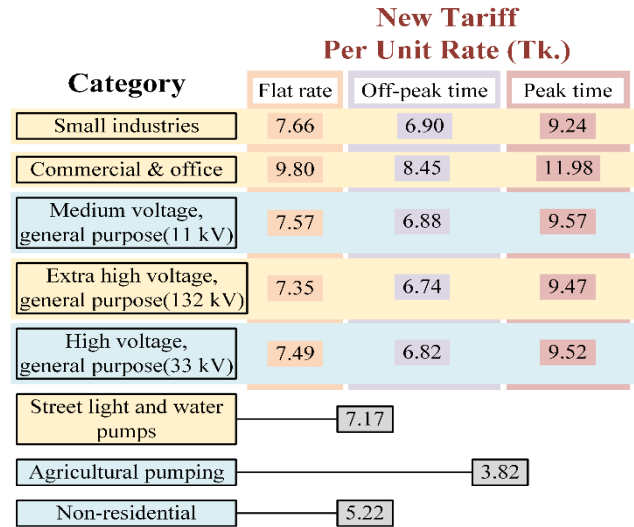 New Tariff
Per Unit Rate (Tk.)
Category
Flat rate
Off-peak time
Peak time
Small industries
7.66
6.90
9.24
Commercial & office
9.80
8.45
11.98
Medium voltage,
general purpose(11 kV)
7.57
6.88
9.57
Extra high voltage,
general purpose(132 kV)
7.35
6.74
9.47
High voltage,
general purpose(33 kV)
7.49
6.82
9.52
Street light and water
pumps
7.17
Agricultural pumping
3.82
Non-residential
5.22